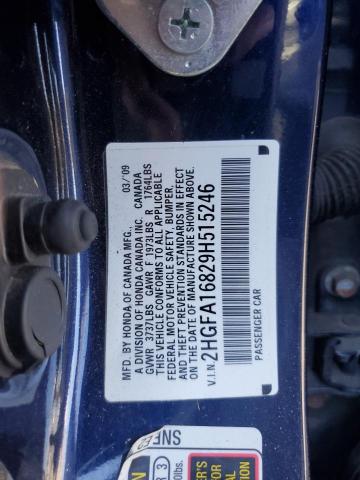 MFD. BY HONDA OF CANADA MFG. 03/'09
A DIVISION OF HONDA CANADA INC. CANADA
GVWR 3737LBS GAWR F 1973LBS R 1764LBS
THIS VEHICLE CONFORMS TO ALL APPLICABLE
FEDERAL MOTOR VEHICLE SAFETY, BUMPER,
AND THEFT PREVENTION STANDARDS IN EFFECT
ON THE DATE OF MANUFACTURE SHOWN ABOVE.
V.I.N. 2HGFA16829H515246
PASSENGER CAR